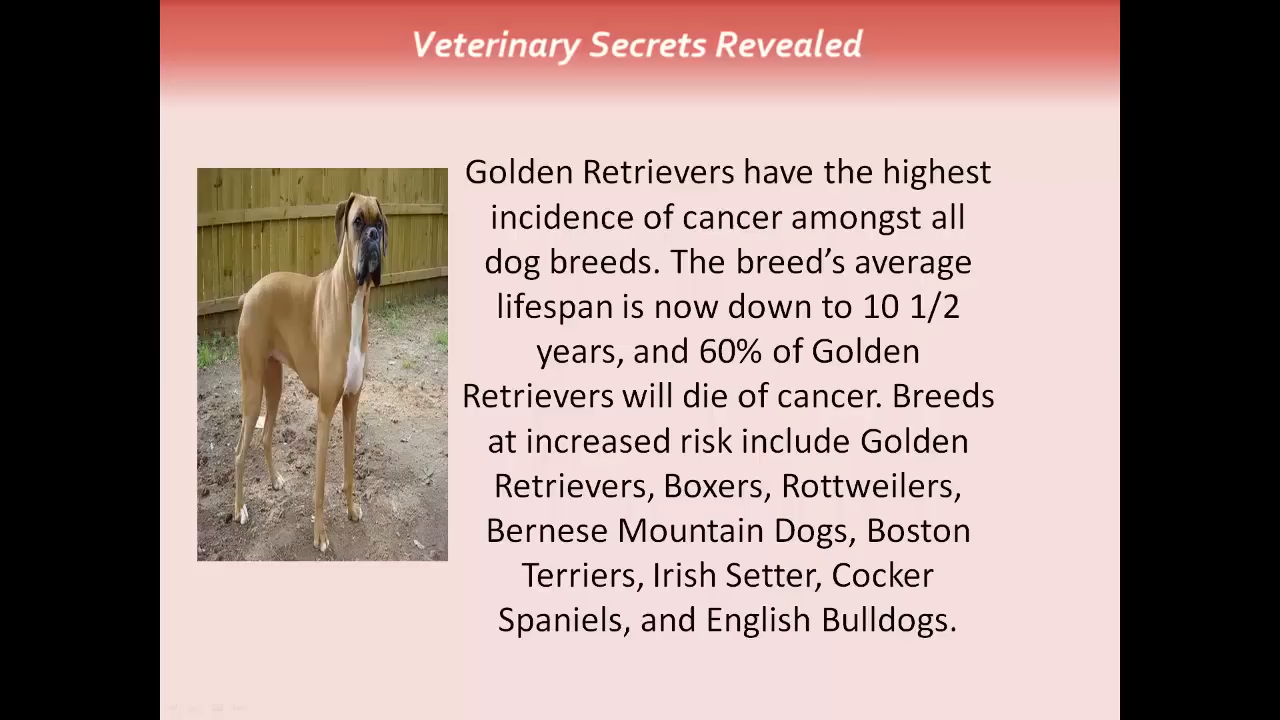 Veterinary Secrets Revealed
Golden Retrievers have the highest
incidence of cancer amongst all
dog breeds. The breed’s average
lifespan is now down to 10 1/2
years, and 60% of Golden
Retrievers will die of cancer. Breeds
at increased risk include Golden
Retrievers, Boxers, Rottweilers,
Bernese Mountain Dogs, Boston
Terriers, Irish Setter, Cocker
Spaniels, and English Bulldogs.